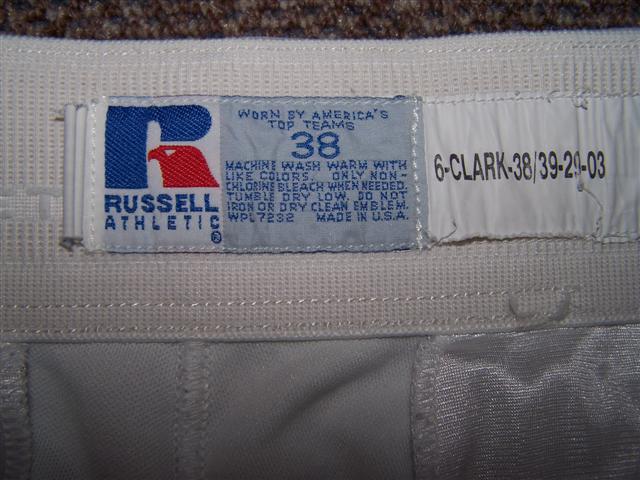 RUSSELL
ATHLETIC
®
WORN BY AMERICA'S
TOP TEAMS
38
MACHINE WASH WARM WITH
LIKE COLORS. ONLY NON-
CHLORINE BLEACH WHEN NEEDED.
TUMBLE DRY LOW. DO NOT
IRON OR DRY CLEAN EMBLEM.
WPL7232 MADE IN U.S.A.
6-CLARK-38/39-29-03